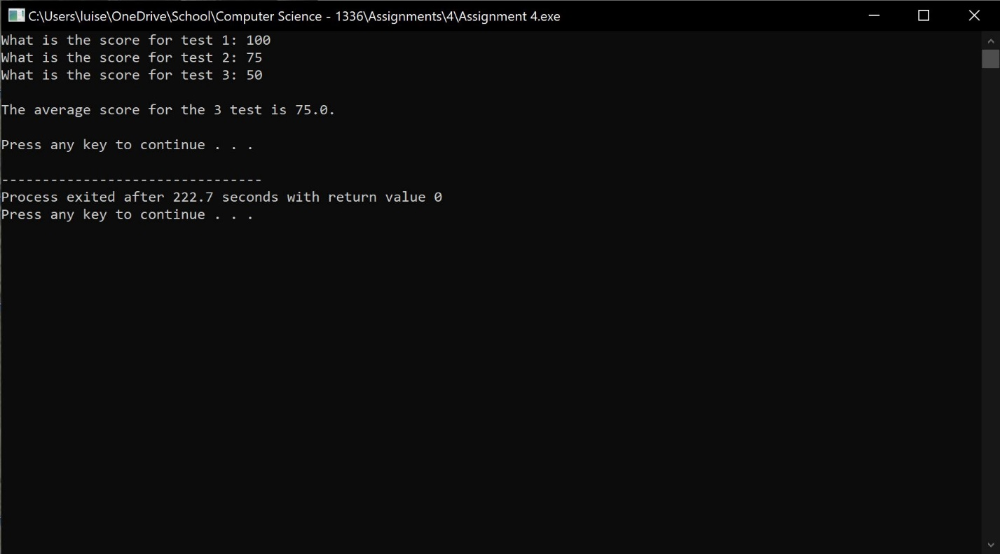 C:\Users\luise\OneDrive\School\Computer Science - 1336\Assignments\4\Assignment 4.exe
What is the score for test 1: 100
What is the score for test 2: 75
What is the score for test 3: 50
The average score for the 3 test is 75.0.
Press any key to continue . . .
--------------------------------
Process exited after 222.7 seconds with return value 0
Press any key to continue . . .